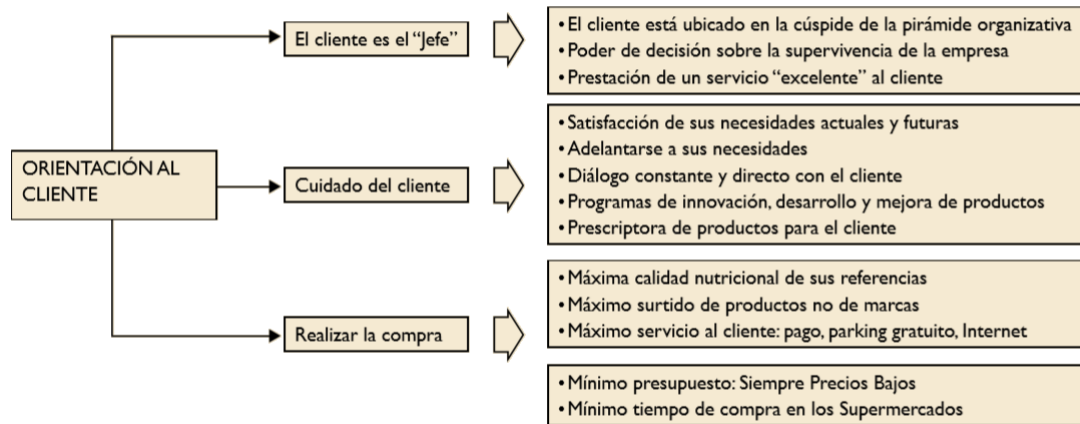 ORIENTACIÓN AL
CLIENTE
El cliente es el “Jefe”
• El cliente está ubicado en la cúspide de la pirámide organizativa
• Poder de decisión sobre la supervivencia de la empresa
• Prestación de un servicio “excelente” al cliente
Cuidado del cliente
• Satisfacción de sus necesidades actuales y futuras
• Adelantarse a sus necesidades
• Diálogo constante y directo con el cliente
• Programas de innovación, desarrollo y mejora de productos
• Prescriptora de productos para el cliente
Realizar la compra
• Máxima calidad nutricional de sus referencias
• Máximo surtido de productos no de marcas
• Máximo servicio al cliente: pago, parking gratuito, Internet
• Mínimo presupuesto: Siempre Precios Bajos
• Mínimo tiempo de compra en los Supermercados